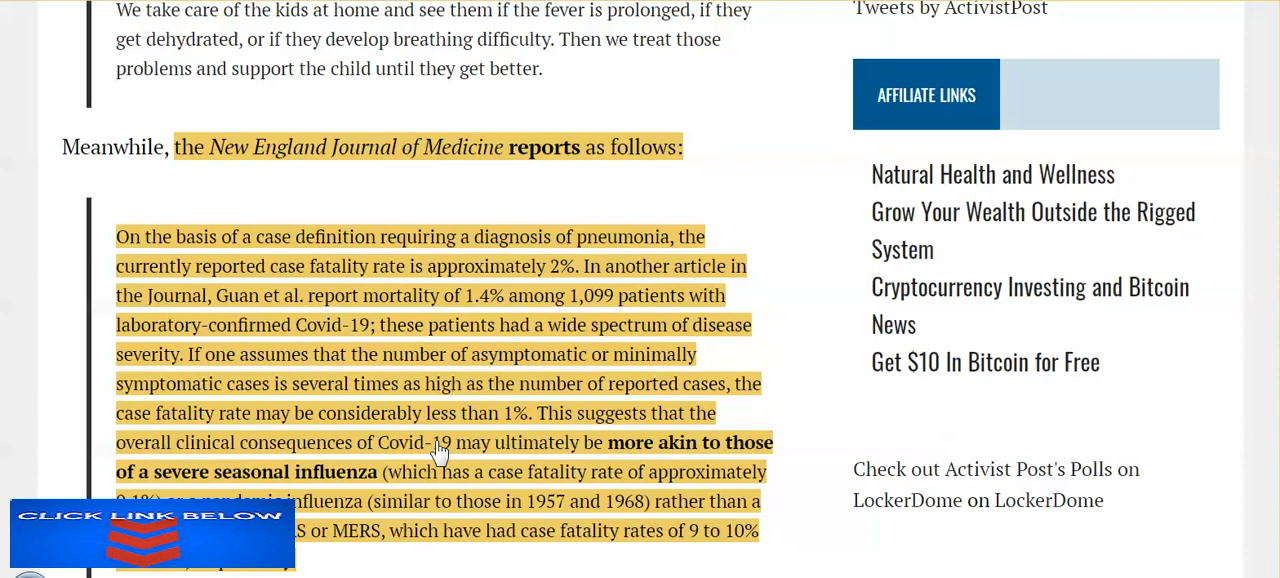 We take care of the kids at home and see them if the fever is prolonged, if they
get dehydrated, or if they develop breathing difficulty. Then we treat those
problems and support the child until they get better.
Meanwhile, the New England Journal of Medicine reports as follows:
On the basis of a case definition requiring a diagnosis of pneumonia, the
currently reported case fatality rate is approximately 2%. In another article in
the Journal, Guan et al. report mortality of 1.4% among 1,099 patients with
laboratory-confirmed Covid-19; these patients had a wide spectrum of disease
severity. If one assumes that the number of asymptomatic or minimally
symptomatic cases is several times as high as the number of reported cases, the
case fatality rate may be considerably less than 1%. This suggests that the
overall clinical consequences of Covid-19 may ultimately be more akin to those
of a severe seasonal influenza (which has a case fatality rate of approximately
0.1%) or a pandemic influenza (similar to those in 1957 and 1968) rather than a
or MERS, which have had case fatality rates of 9 to 10%
CLICK LINK BELOW
Tweets by ActivistPost
AFFILIATE LINKS
Natural Health and Wellness
Grow Your Wealth Outside the Rigged
System
Cryptocurrency Investing and Bitcoin
News
Get $10 In Bitcoin for Free
Check out Activist Post's Polls on
LockerDome on LockerDome